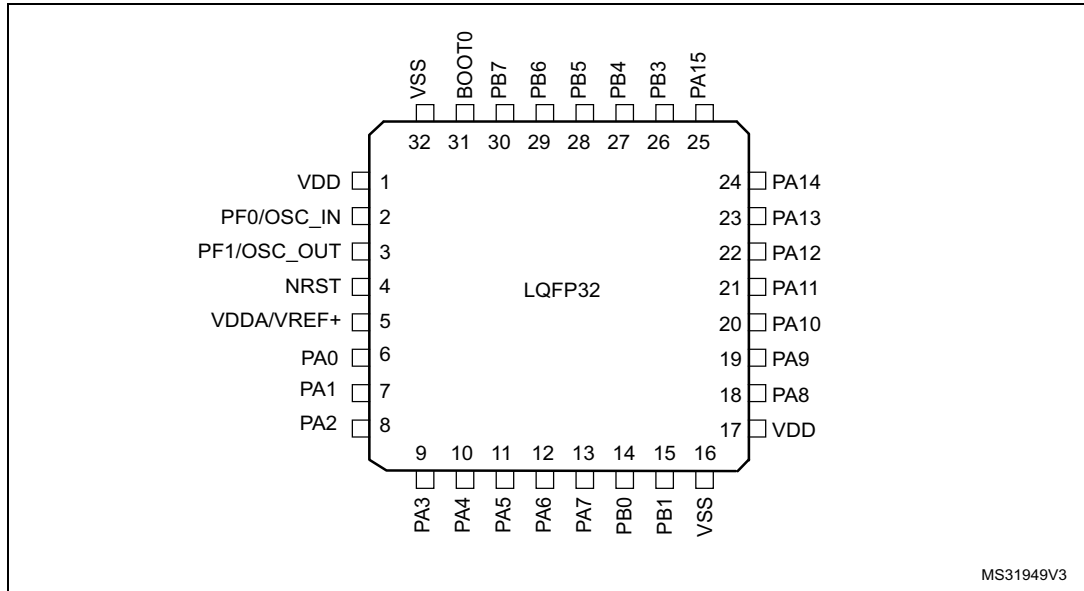 VSS BOOT0 PB7 PB6 PB5 PB4 PB3 PA15
32 31 30 29 28 27 26 25
VDD 1 24 PA14
PF0/OSC_IN 2 23 PA13
PF1/OSC_OUT 3 22 PA12
NRST 4 LQFP32 21 PA11
VDDA/VREF+ 5 20 PA10
PA0 6 19 PA9
PA1 7 18 PA8
PA2 8 17 VDD
9 10 11 12 13 14 15 16
PA3 PA4 PA5 PA6 PA7 PB0 PB1 VSS
MS31949V3